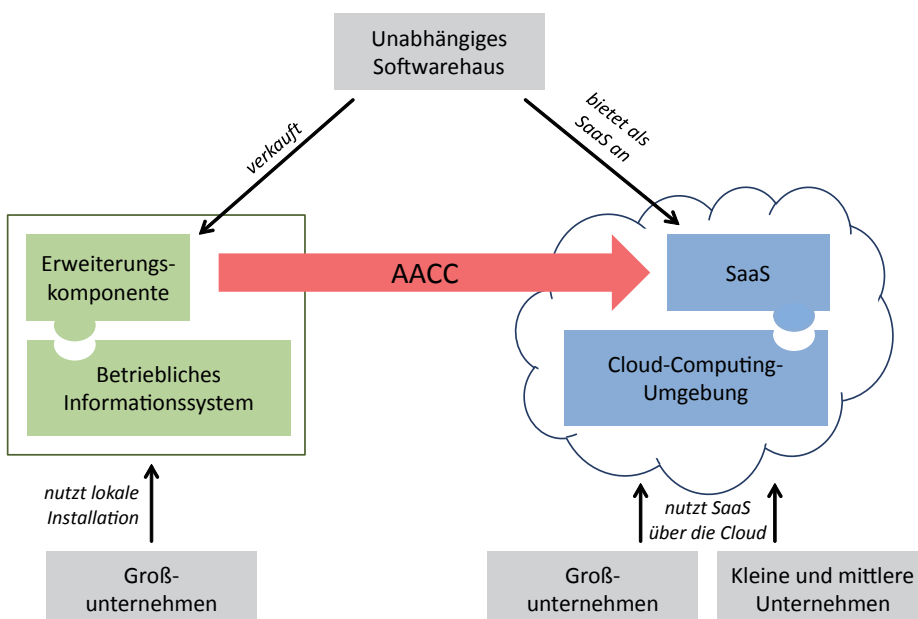 Unabhängiges
Softwarehaus
verkauft
bietet als
SaaS an
Erweiterungs-
komponente
AACC
SaaS
Betriebliches
Informationssystem
Cloud-Computing-
Umgebung
nutzt lokale
Installation
nutzt SaaS
über die Cloud
Groß-
unternehmen
Groß-
unternehmen
Kleine und mittlere
Unternehmen